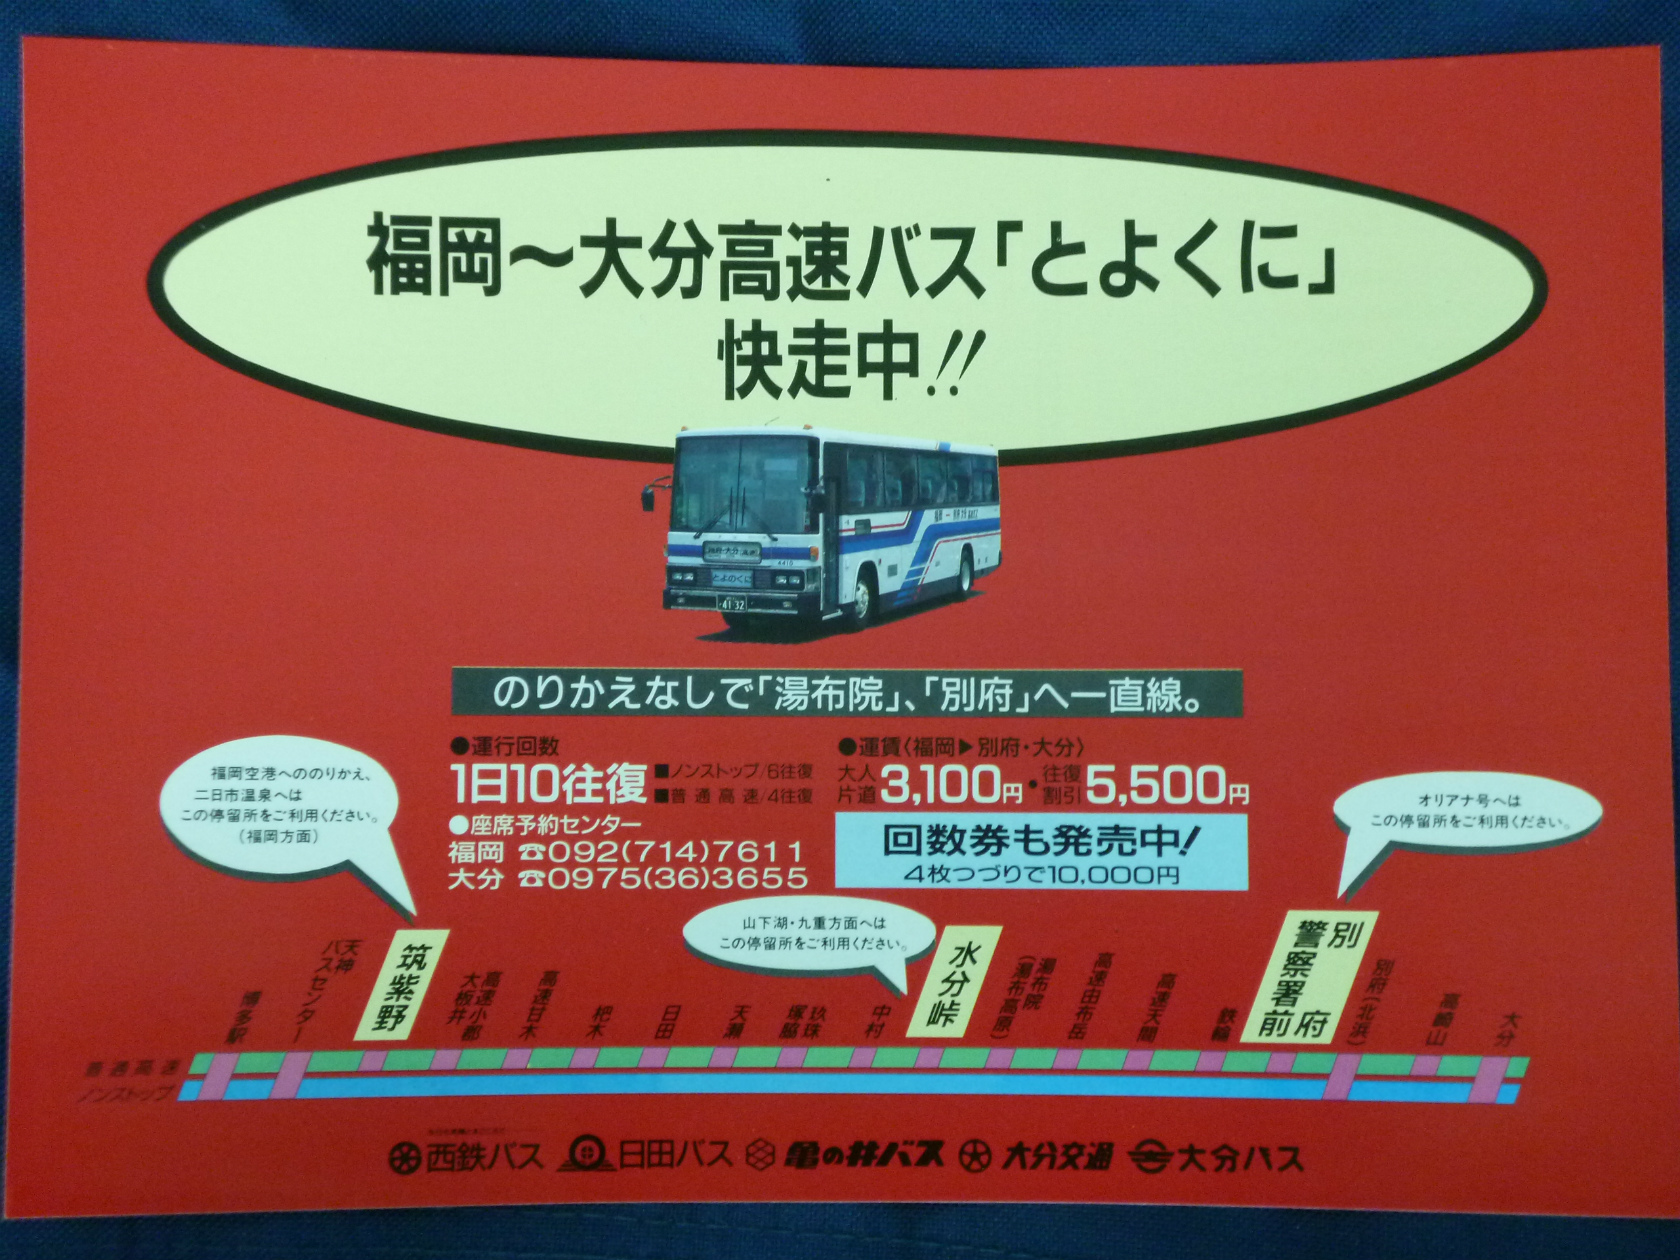 福岡～大分高速バス「とよくに」
快走中!!
福岡 大分 高速
とよのくに
4410
41-32
のりかえなしで「湯布院」、「別府」へ一直線。
●運行回数
1日10往復
■ノンストップ/6往復
■普通高速/4往復
●座席予約センター
福岡 ☎092(714)7611
大分 ☎0975(36)3655
●運賃〈福岡▶別府・大分〉
大人片道3,100円・往復割引5,500円
回数券も発売中!
4枚つづりで10,000円
福岡空港へののりかえ、
二日市温泉へは
この停留所をご利用ください。
(福岡方面)
山下湖・九重方面へは
この停留所をご利用ください。
オリアナ号へは
この停留所をご利用ください。
博多駅
天神
バスセンター
筑紫野
高速小郡
大板井
高速甘木
杷木
日田
天瀬
玖珠
塚脇
中村
水分峠
湯布院
(湯布高原)
高速由布岳
高速天間
鉄輪
別府
警察署前
別府(北浜)
高崎山
大分
普通高速
ノンストップ
西鉄バス
日田バス
亀の井バス
大分交通
大分バス